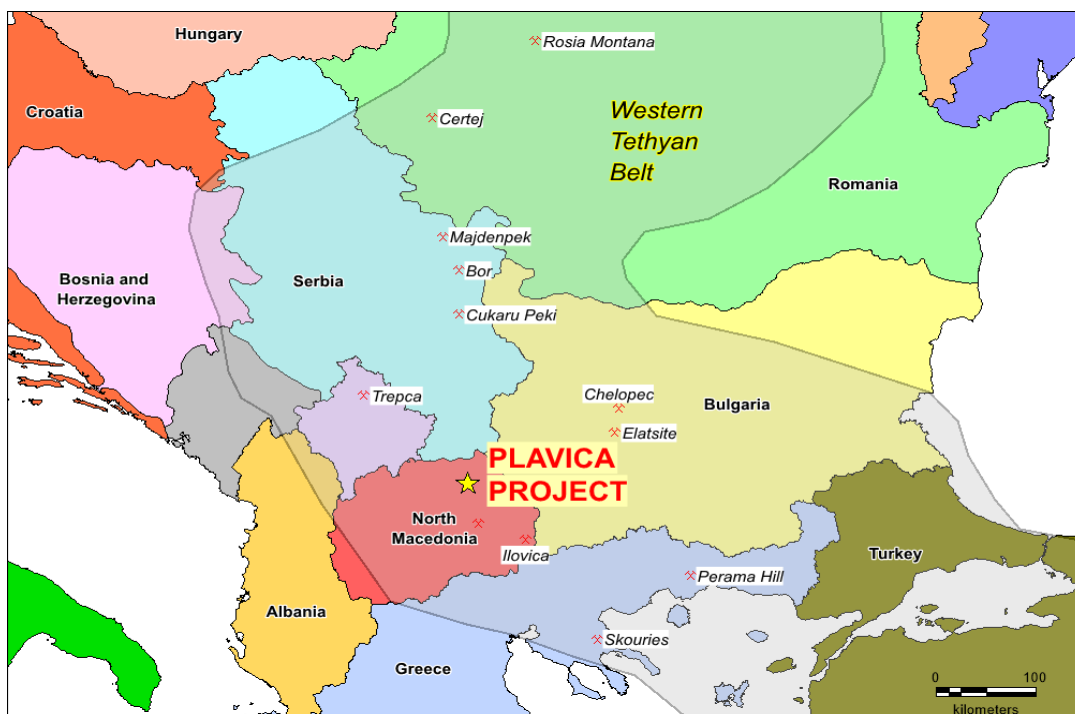 Hungary
Rosia Montana
Croatia
Certej
Western
Tethyan
Belt
Romania
Majdenpek
Bosnia and
Herzegovina
Serbia
Bor
Cukaru Peki
Trepca
Chelopec
Bulgaria
Elatsite
PLAVICA
PROJECT
North
Macedonia
Ilovica
Turkey
Perama Hill
Albania
Skouries
Greece
0 100
kilometers